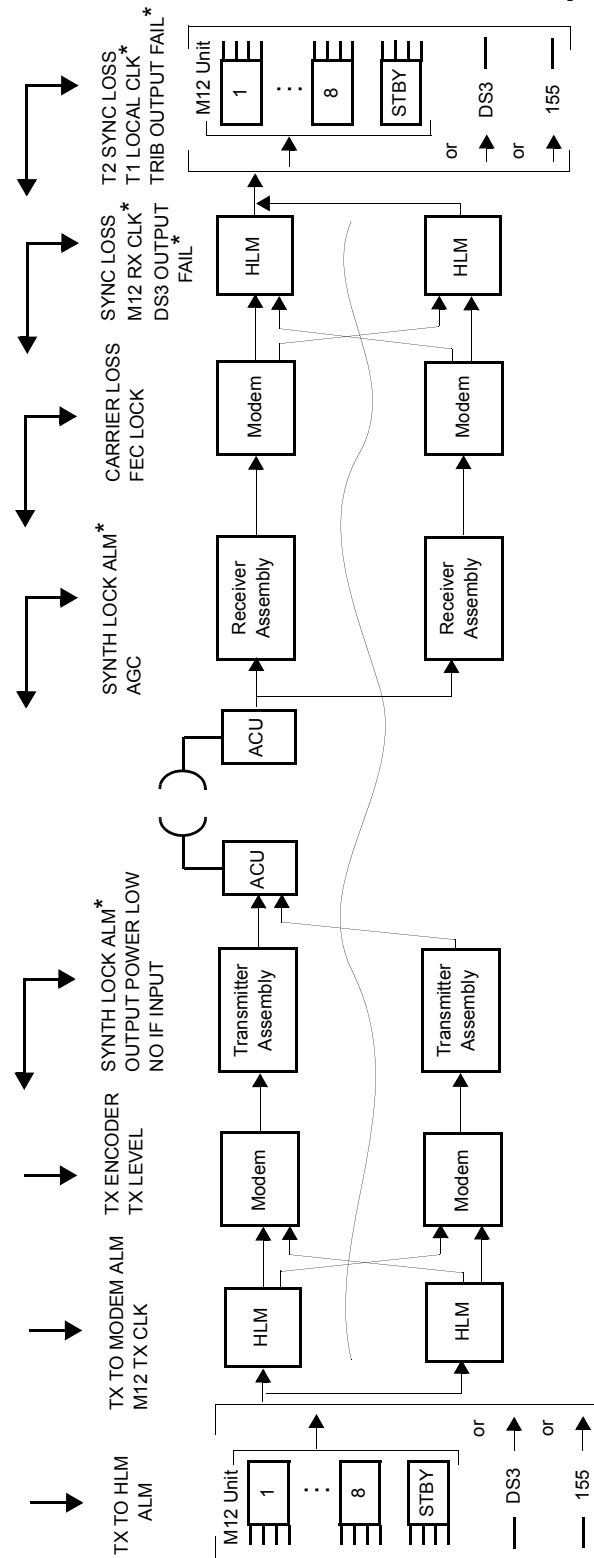 TX TO HLM
ALM
TX TO MODEM ALM
M12 TX CLK
TX ENCODER
TX LEVEL
SYNTH LOCK ALM*
OUTPUT POWER LOW
NO IF INPUT
SYNTH LOCK ALM*
AGC
CARRIER LOSS
FEC LOCK
SYNC LOSS
M12 RX CLK*
DS3 OUTPUT
FAIL*
T2 SYNC LOSS
T1 LOCAL CLK*
TRIB OUTPUT FAIL*
M12 Unit
1
...
8
STBY
or
DS3
or
155
HLM
Modem
Transmitter
Assembly
ACU
ACU
Receiver
Assembly
Modem
HLM
HLM
Modem
Transmitter
Assembly
Receiver
Assembly
Modem
HLM
M12 Unit
1
...
8
STBY
or
DS3
or
155